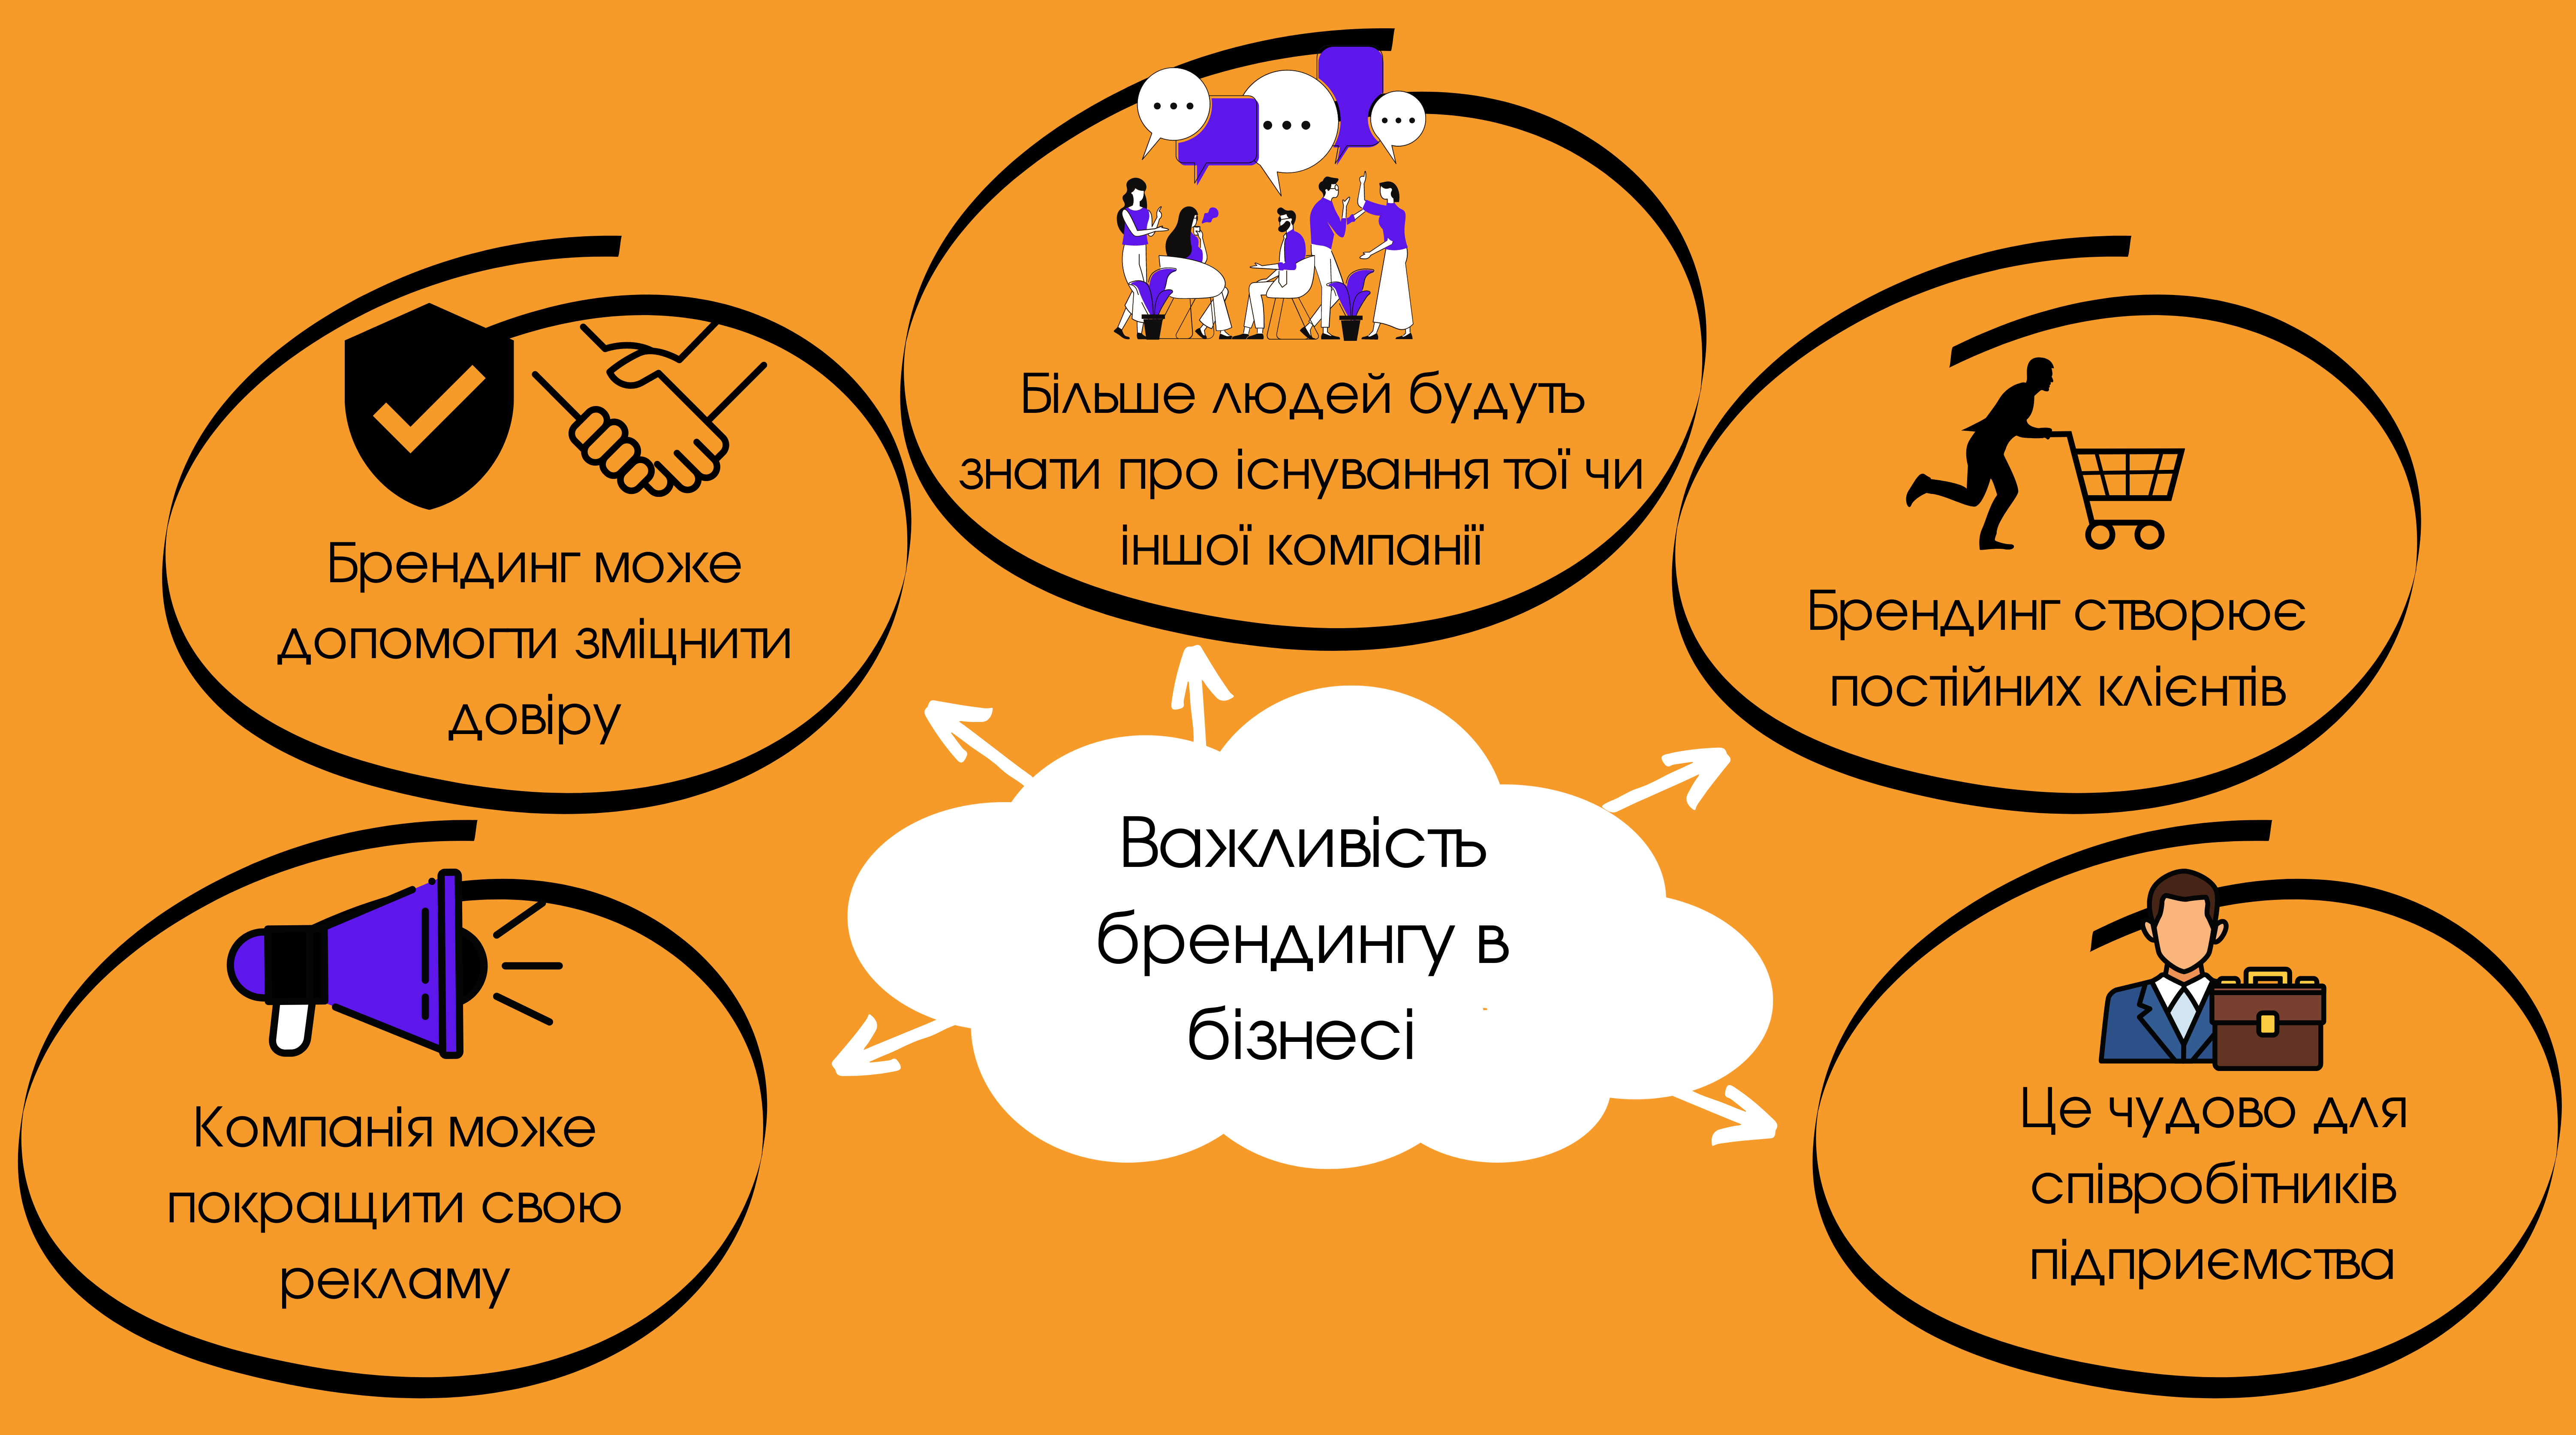 Більше людей будуть
знати про існування тої чи
іншої компанії
Брендинг може
допомогти зміцнити
довіру
Брендинг створює
постійних клієнтів
Важливість
брендингу в
бізнесі
Компанія може
покращити свою
рекламу
Це чудово для
співробітників
підприємства